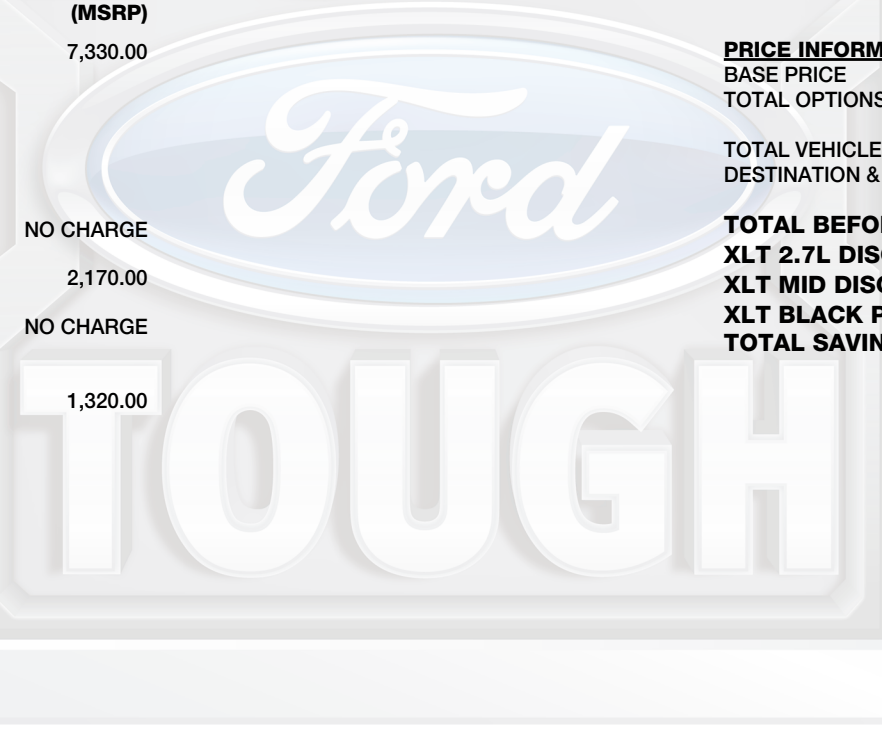 (MSRP)
7,330.00
NO CHARGE
2,170.00
NO CHARGE
1,320.00
PRICE INFORM
BASE PRICE
TOTAL OPTIONS
TOTAL VEHICLE
DESTINATION &
TOTAL BEFO
XLT 2.7L DISC
XLT MID DISC
XLT BLACK P
TOTAL SAVIN
Ford
TOUGH